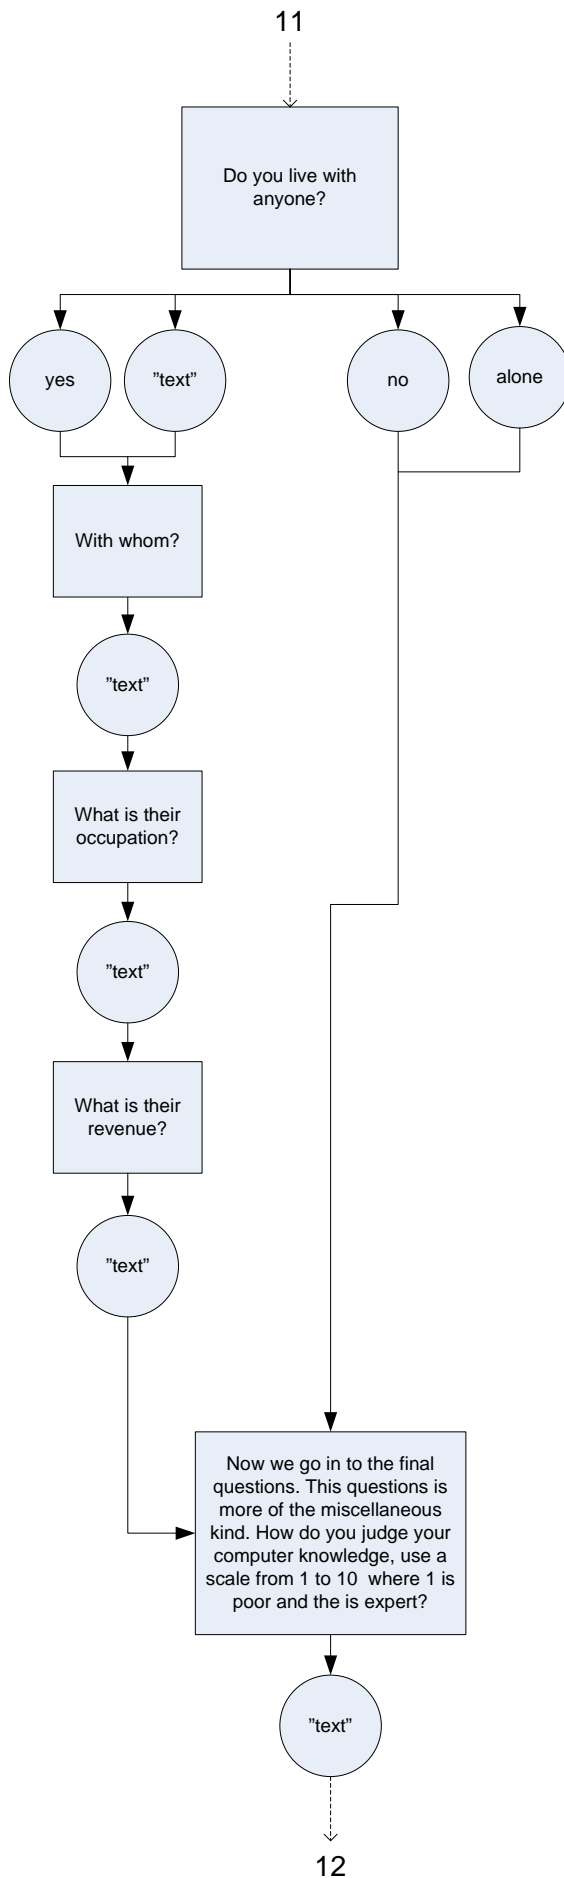 11
Do you live with
anyone?
yes
”text”
no
alone
With whom?
”text”
What is their
occupation?
”text”
What is their
revenue?
”text”
Now we go in to the final
questions. This questions is
more of the miscellaneous
kind. How do you judge your
computer knowledge, use a
scale from 1 to 10  where 1 is
poor and the is expert?
”text”
12